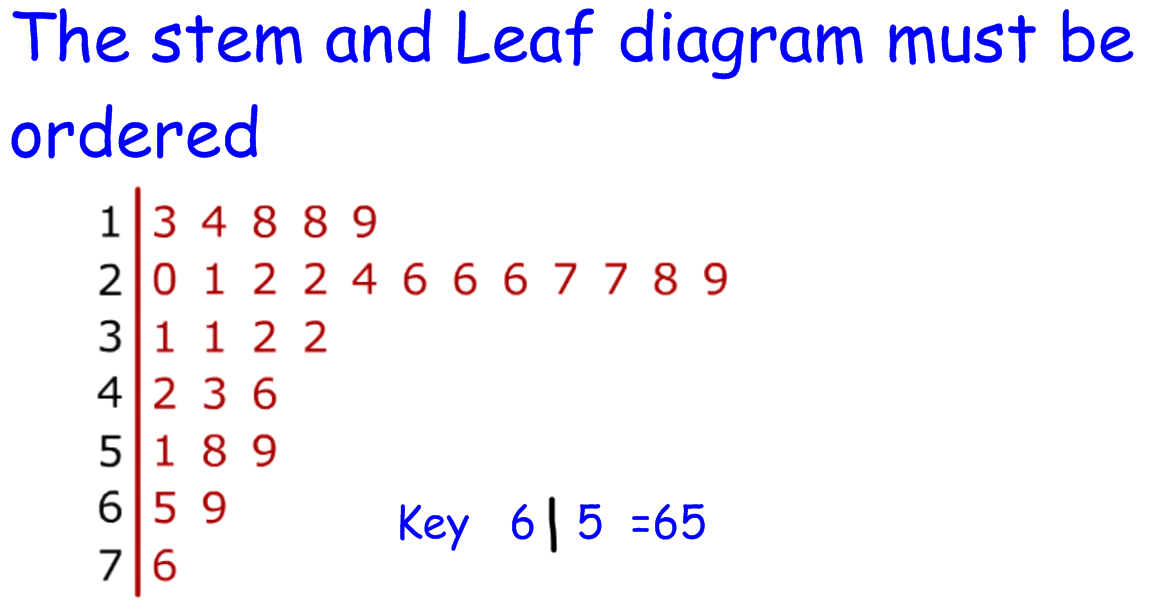 The stem and Leaf diagram must be
ordered
1 | 3 4 8 8 9
2 | 0 1 2 2 4 6 6 6 7 7 8 9
3 | 1 1 2 2
4 | 2 3 6
5 | 1 8 9
6 | 5 9
Key 6 | 5 =65
7 | 6